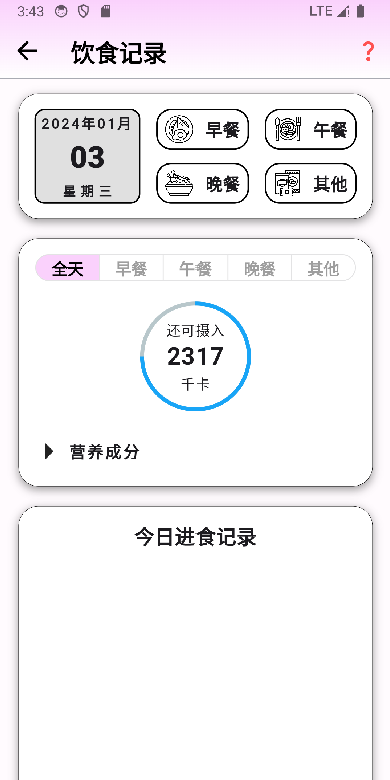 3:43
LTE
饮食记录
?
2024年01月
03
星期三
早餐
午餐
晚餐
其他
全天
早餐
午餐
晚餐
其他
还可摄入
2317
千卡
营养成分
今日进食记录